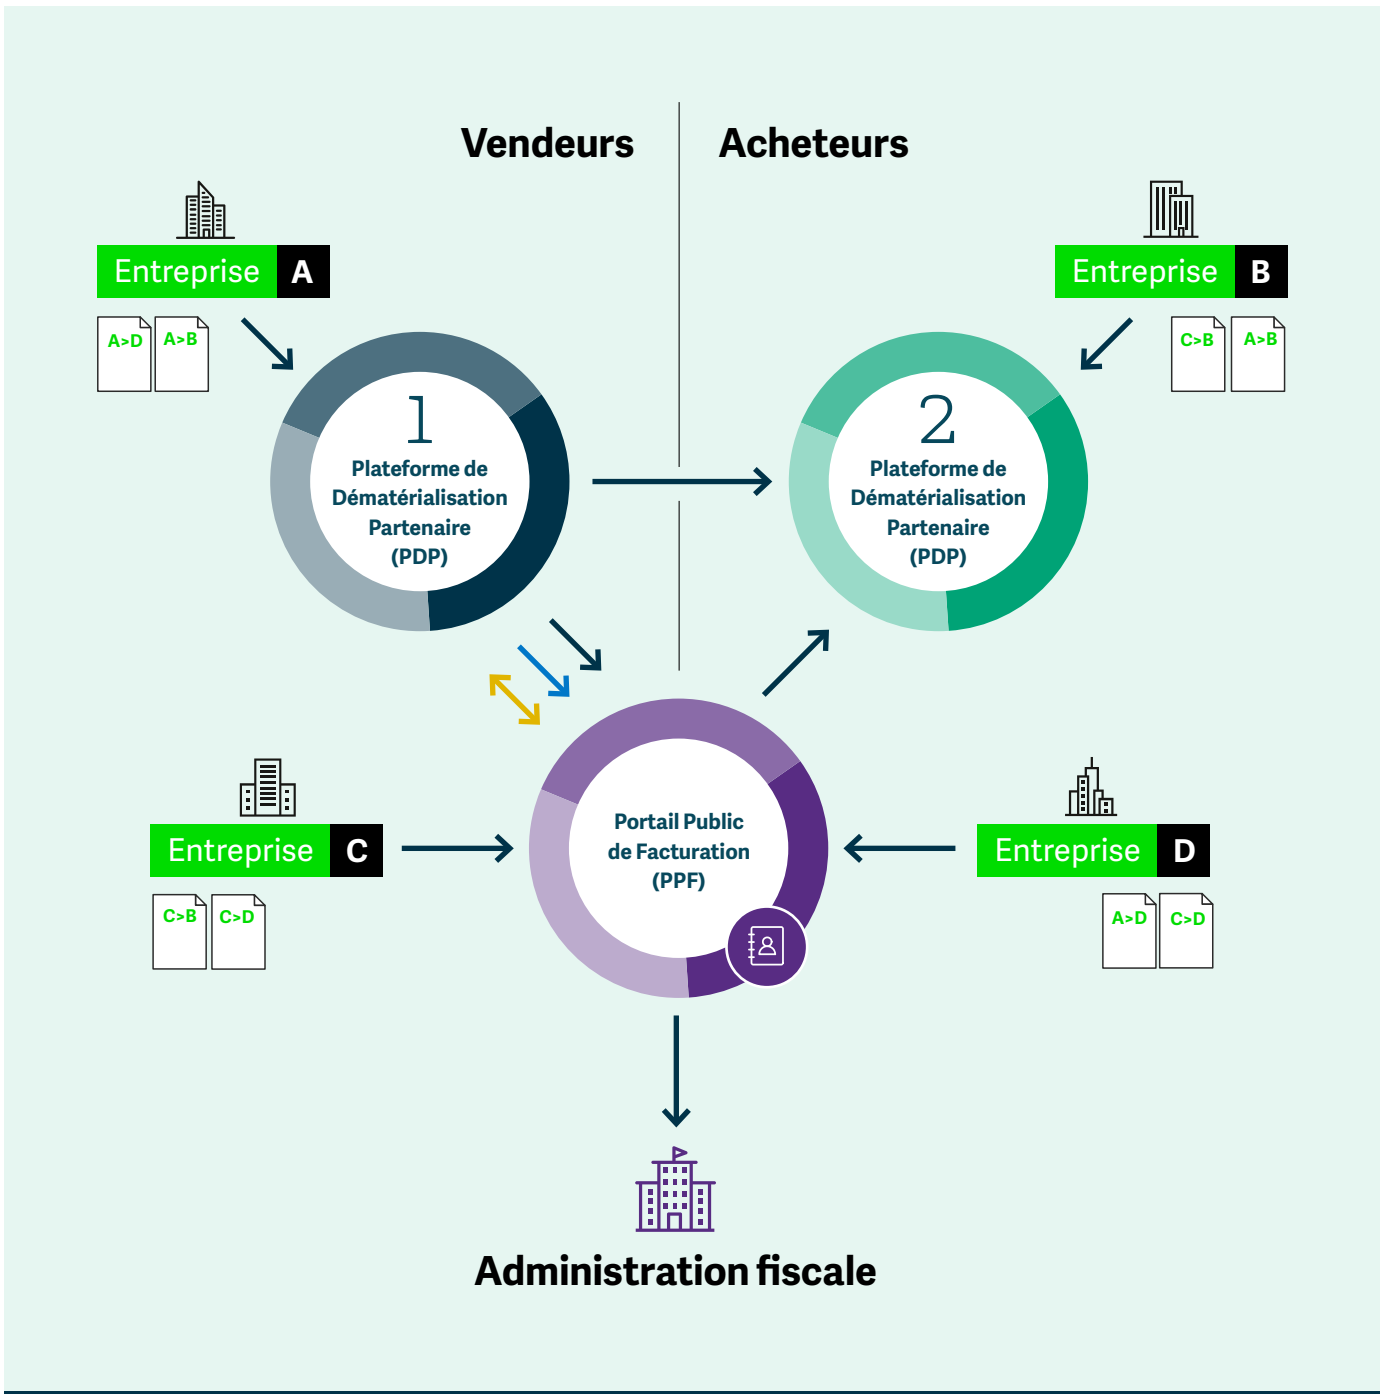 Vendeurs
Acheteurs
Entreprise A
Entreprise B
A>D
A>B
C>B
A>B
1
Plateforme de
Dématérialisation
Partenaire
(PDP)
2
Plateforme de
Dématérialisation
Partenaire
(PDP)
Entreprise C
Portail Public
de Facturation
(PPF)
Entreprise D
C>B
C>D
A>D
C>D
Administration fiscale